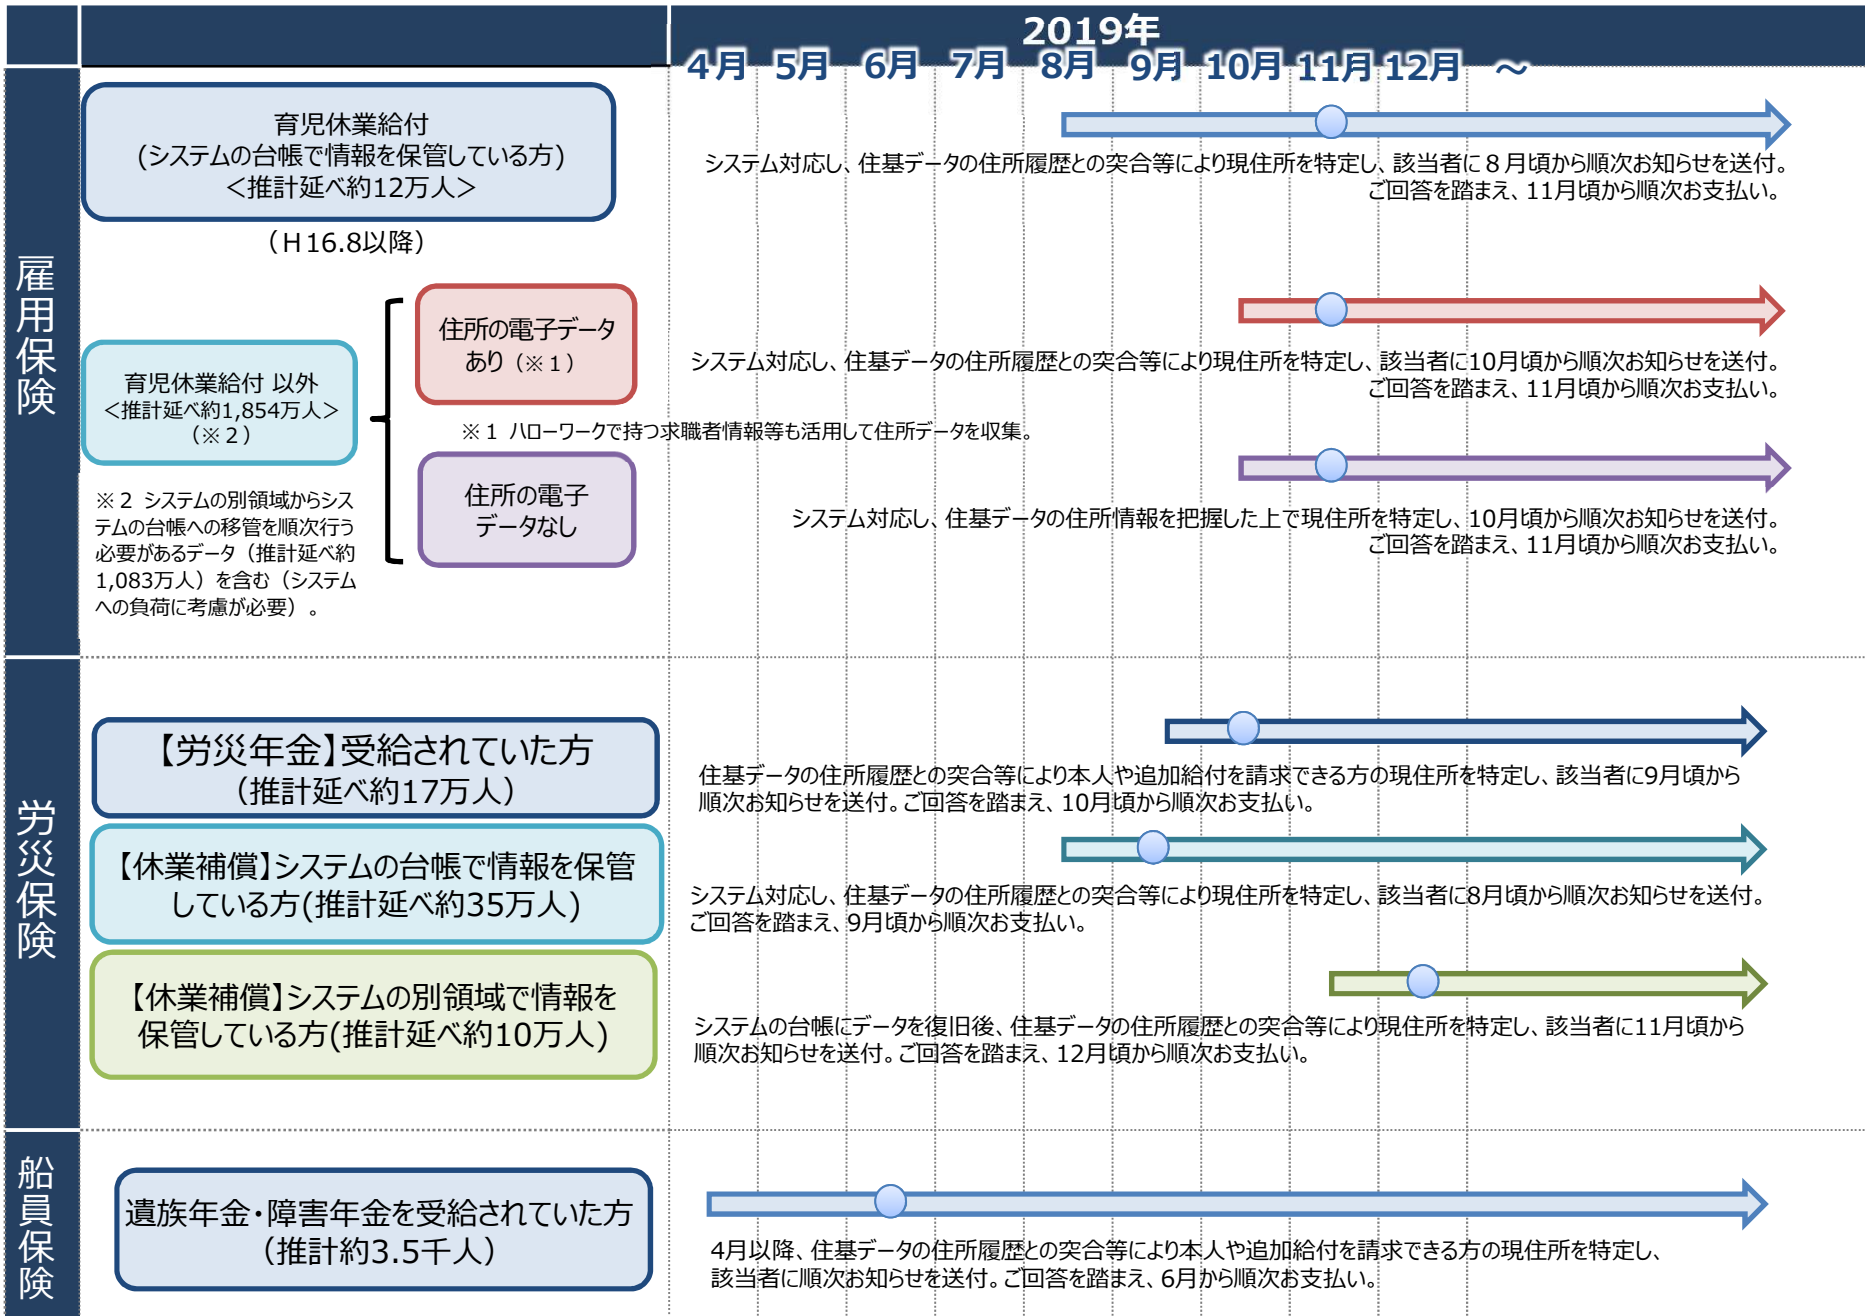 2019年
4月 5月 6月 7月 8月 9月 10月 11月 12月 ～
雇用保険
育児休業給付
(システムの台帳で情報を保管している方)
＜推計延べ約12万人＞
（H16.8以降）
システム対応し、住基データの住所履歴との突合等により現住所を特定し、該当者に８月頃から順次お知らせを送付。
ご回答を踏まえ、11月頃から順次お支払い。
育児休業給付 以外
＜推計延べ約1,854万人＞
（※２）
住所の電子データ
あり（※１）
システム対応し、住基データの住所履歴との突合等により現住所を特定し、該当者に10月頃から順次お知らせを送付。
ご回答を踏まえ、11月頃から順次お支払い。
※１ ハローワークで持つ求職者情報等も活用して住所データを収集。
住所の電子
データなし
システム対応し、住基データの住所情報を把握した上で現住所を特定し、10月頃から順次お知らせを送付。
ご回答を踏まえ、11月頃から順次お支払い。
※２ システムの別領域からシス
テムの台帳への移管を順次行う
必要があるデータ（推計延べ約
1,083万人）を含む（システム
への負荷に考慮が必要）。
労災保険
【労災年金】受給されていた方
（推計延べ約17万人）
住基データの住所履歴との突合等により本人や追加給付を請求できる方の現住所を特定し、該当者に9月頃から
順次お知らせを送付。ご回答を踏まえ、10月頃から順次お支払い。
【休業補償】システムの台帳で情報を保管
している方(推計延べ約35万人)
システム対応し、住基データの住所履歴との突合等により現住所を特定し、該当者に8月頃から順次お知らせを送付。
ご回答を踏まえ、9月頃から順次お支払い。
【休業補償】システムの別領域で情報を
保管している方(推計延べ約10万人)
システムの台帳にデータを復旧後、住基データの住所履歴との突合等により現住所を特定し、該当者に11月頃から
順次お知らせを送付。ご回答を踏まえ、12月頃から順次お支払い。
船員保険
遺族年金・障害年金を受給されていた方
（推計約3.5千人）
4月以降、住基データの住所履歴との突合等により本人や追加給付を請求できる方の現住所を特定し、
該当者に順次お知らせを送付。ご回答を踏まえ、6月から順次お支払い。